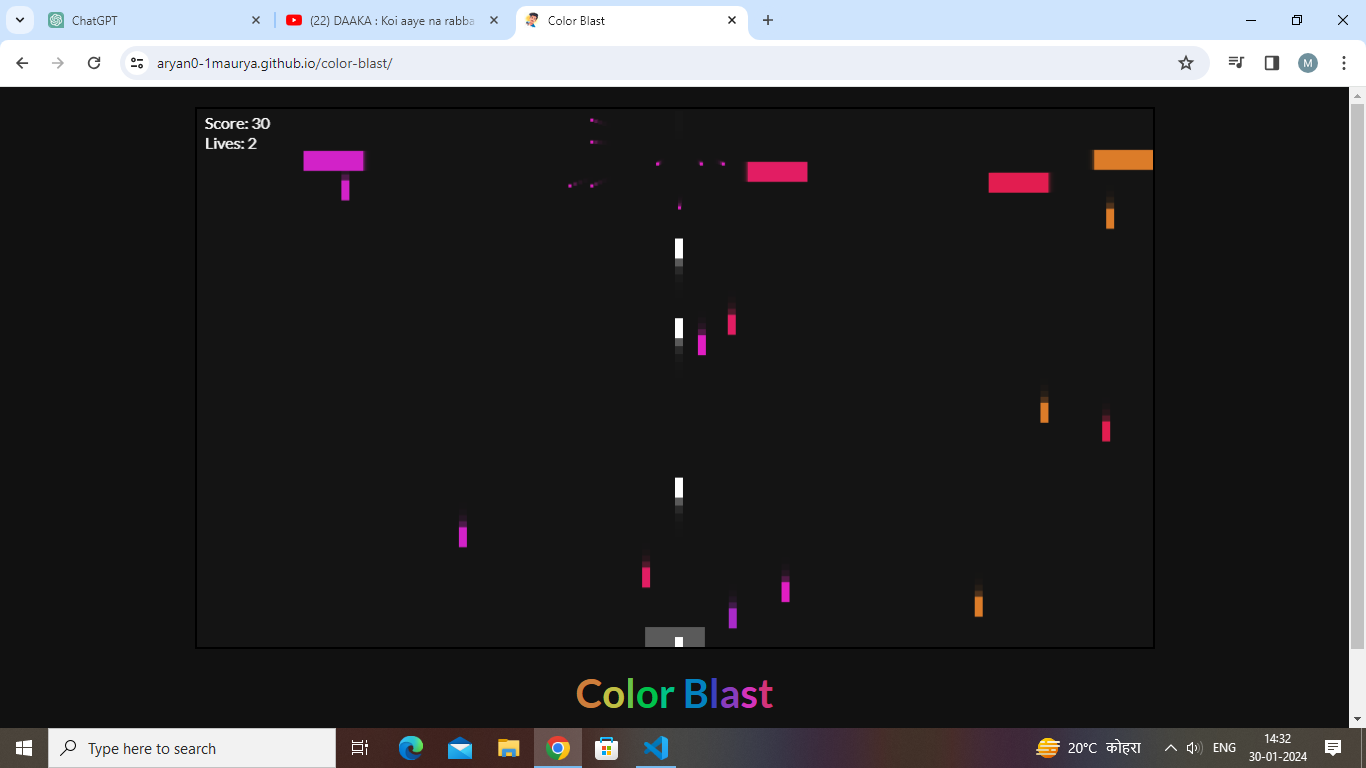 ChatGPT
(22) DAAKA : Koi aaye na rabba
Color Blast
aryan0-1maurya.github.io/color-blast/
M
Score: 30
Lives: 2
Color Blast
Type here to search
20°C कोहरा
ENG
14:32
30-01-2024